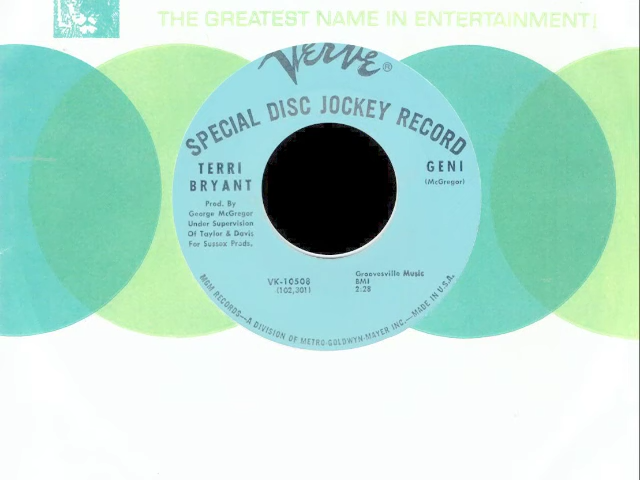 THE GREATEST NAME IN ENTERTAINMENT!
Verve®
SPECIAL DISC JOCKEY RECORD
TERRI
BRYANT
GENI
(McGregor)
Prod. By
George McGregor
Under Supervision
Of Taylor & Davis
For Sussex Prods.
VK-10508
(102,301)
Groovesville Music
BMI
2:28
MGM RECORDS—A DIVISION OF METRO-GOLDWYN-MAYER INC.—MADE IN U.S.A.